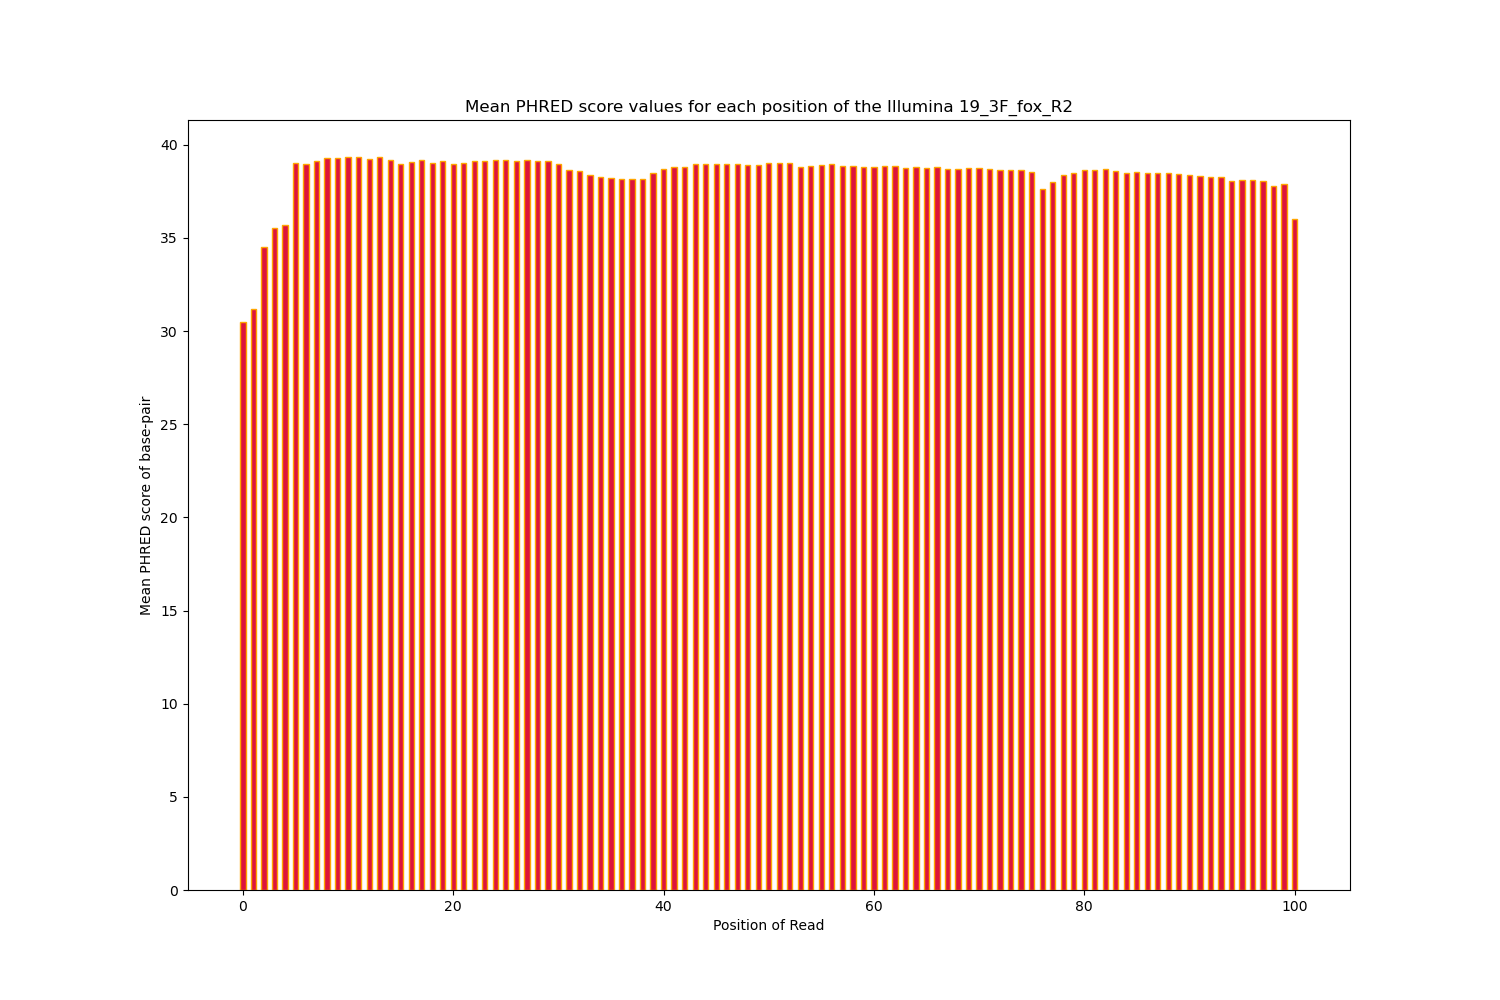 Mean PHRED score values for each position of the Illumina 19_3F_fox_R2
40
35
30
25
20
15
10
5
0
Mean PHRED score of base-pair
0 20 40 60 80 100
Position of Read